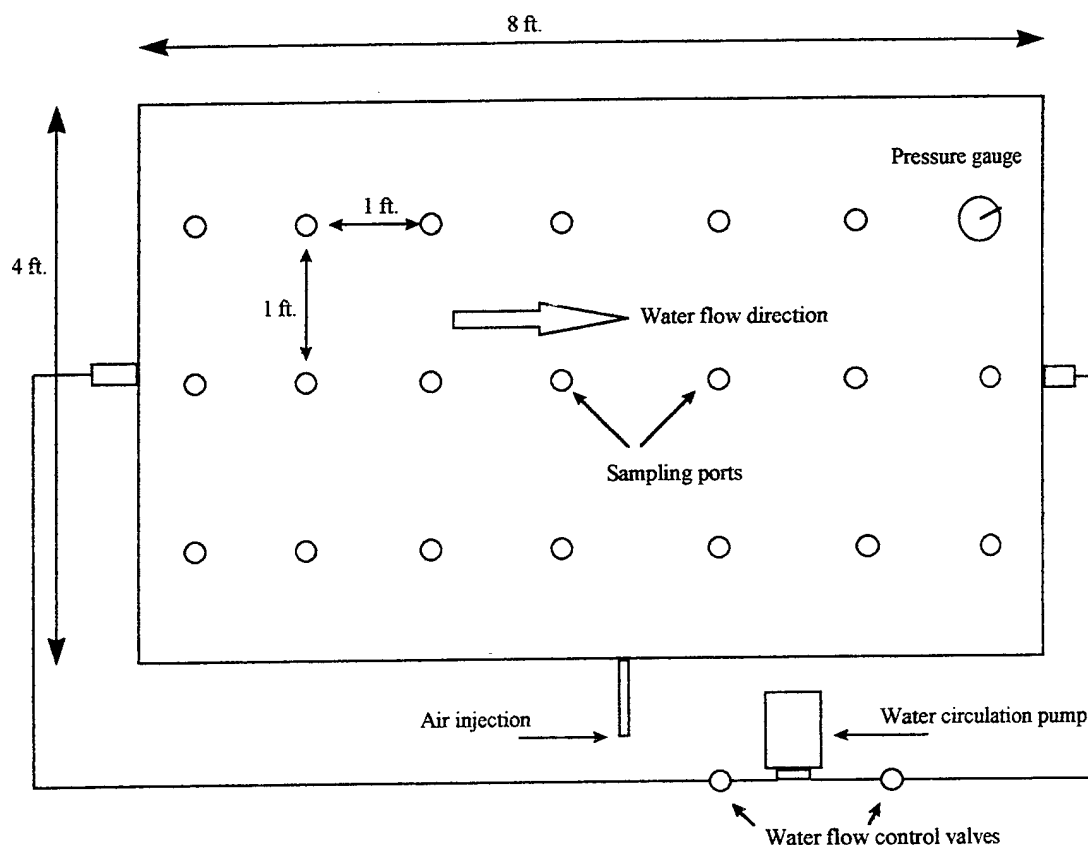 8 ft.
Pressure gauge
1 ft.
4 ft.
1 ft.
Water flow direction
Sampling ports
Air injection
Water circulation pump
Water flow control valves